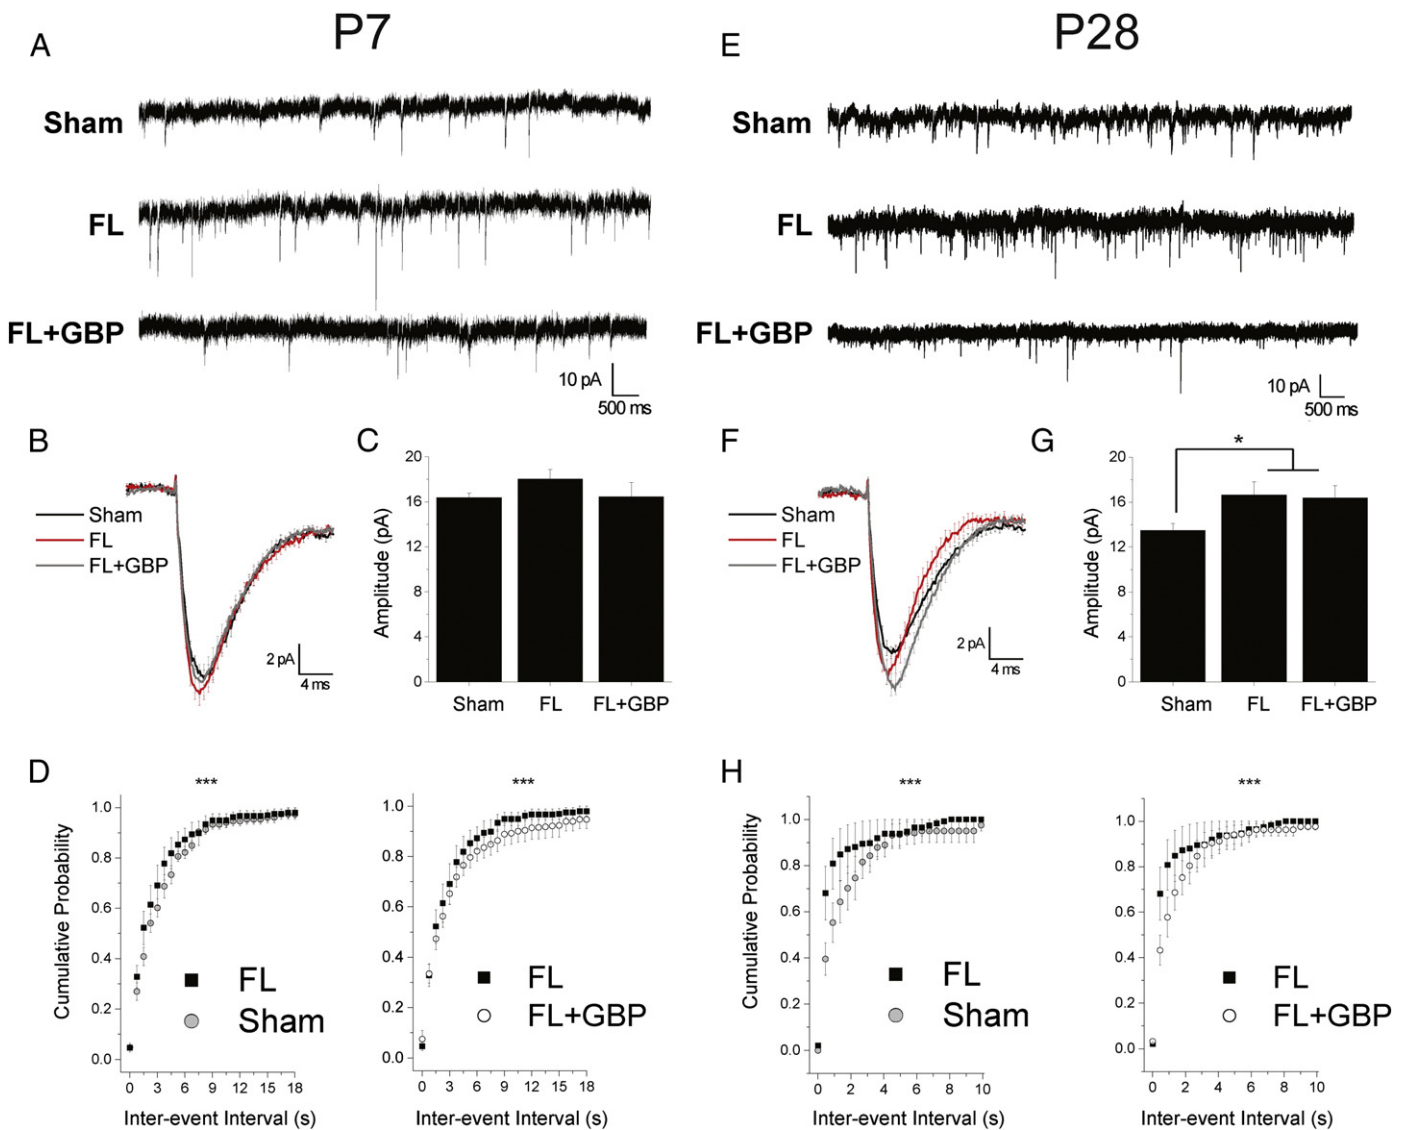 P7
P28
A
E
Sham
FL
FL+GBP
10 pA
500 ms
Sham
FL
FL+GBP
10 pA
500 ms
B
Sham
FL
FL+GBP
2 pA
4 ms
C
Amplitude (pA)
20
16
12
8
4
0
Sham FL FL+GBP
F
Sham
FL
FL+GBP
2 pA
4 ms
G
*
Amplitude (pA)
20
16
12
8
4
0
Sham FL FL+GBP
D
***
Cumulative Probability
1.0
0.8
0.6
0.4
0.2
0.0
FL
Sham
0 3 6 9 12 15 18
Inter-event Interval (s)
***
1.0
0.8
0.6
0.4
0.2
0.0
FL
FL+GBP
0 3 6 9 12 15 18
Inter-event Interval (s)
H
***
Cumulative Probability
1.0
0.8
0.6
0.4
0.2
0.0
FL
Sham
0 2 4 6 8 10
Inter-event Interval (s)
***
1.0
0.8
0.6
0.4
0.2
0.0
FL
FL+GBP
0 2 4 6 8 10
Inter-event Interval (s)